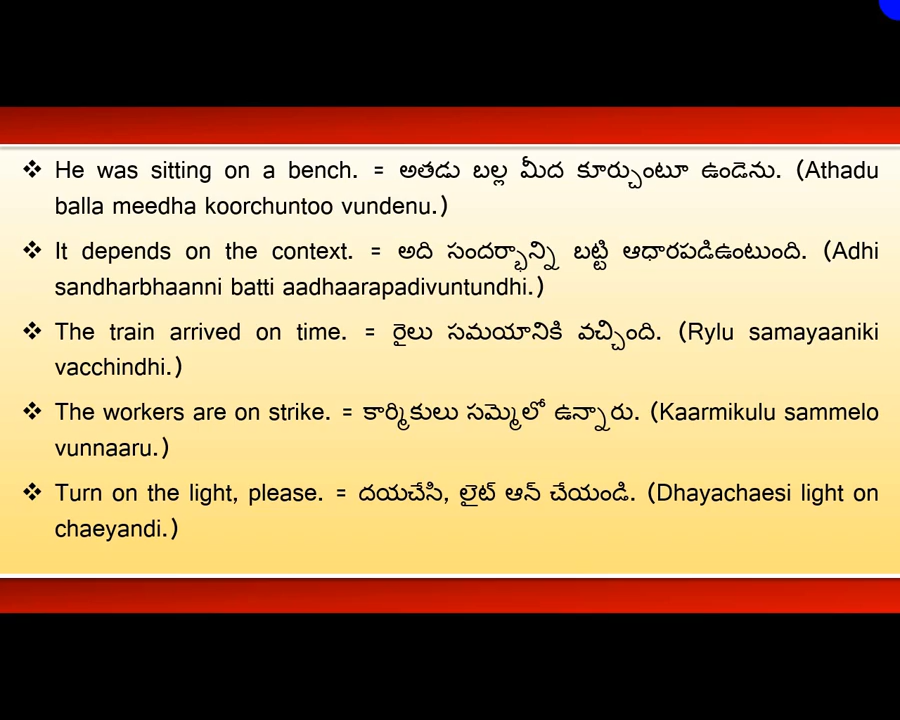 ❖ He was sitting on a bench. = అతడు బల్ల మీద కూర్చుంటూ ఉండెను. (Athadu
balla meedha koorchuntoo vundenu.)
❖ It depends on the context. = అది సందర్భాన్ని బట్టి ఆధారపడిఉంటుంది. (Adhi
sandharbhaanni batti aadhaarapadivuntundhi.)
❖ The train arrived on time. = రైలు సమయానికి వచ్చింది. (Rylu samayaaniki
vacchindhi.)
❖ The workers are on strike. = కార్మికులు సమ్మెలో ఉన్నారు. (Kaarmikulu sammelo
vunnaaru.)
❖ Turn on the light, please. = దయచేసి, లైట్ ఆన్ చేయండి. (Dhayachaesi light on
chaeyandi.)